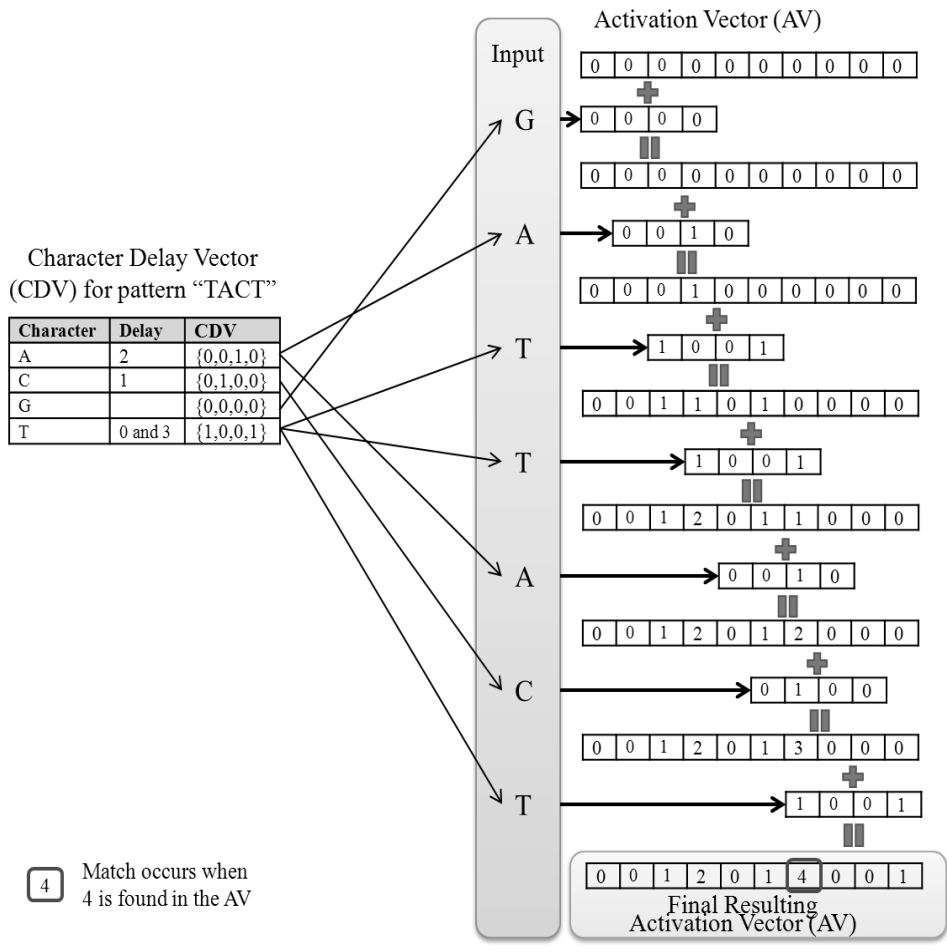 Activation Vector (AV)
Input
0 0 0 0 0 0 0 0 0 0
G
0 0 0 0
0 0 0 0 0 0 0 0 0 0
A
0 0 1 0
0 0 0 1 0 0 0 0 0 0
T
1 0 0 1
0 0 1 1 0 1 0 0 0 0
T
1 0 0 1
0 0 1 2 0 1 1 0 0 0
A
0 0 1 0
0 0 1 2 0 1 2 0 0 0
C
0 1 0 0
0 0 1 2 0 1 3 0 0 0
T
1 0 0 1
0 0 1 2 0 1 4 0 0 1
Final Resulting
Activation Vector (AV)
Character Delay Vector
(CDV) for pattern “TACT”
Character Delay CDV
A 2 {0,0,1,0}
C 1 {0,1,0,0}
G {0,0,0,0}
T 0 and 3 {1,0,0,1}
4
Match occurs when
4 is found in the AV